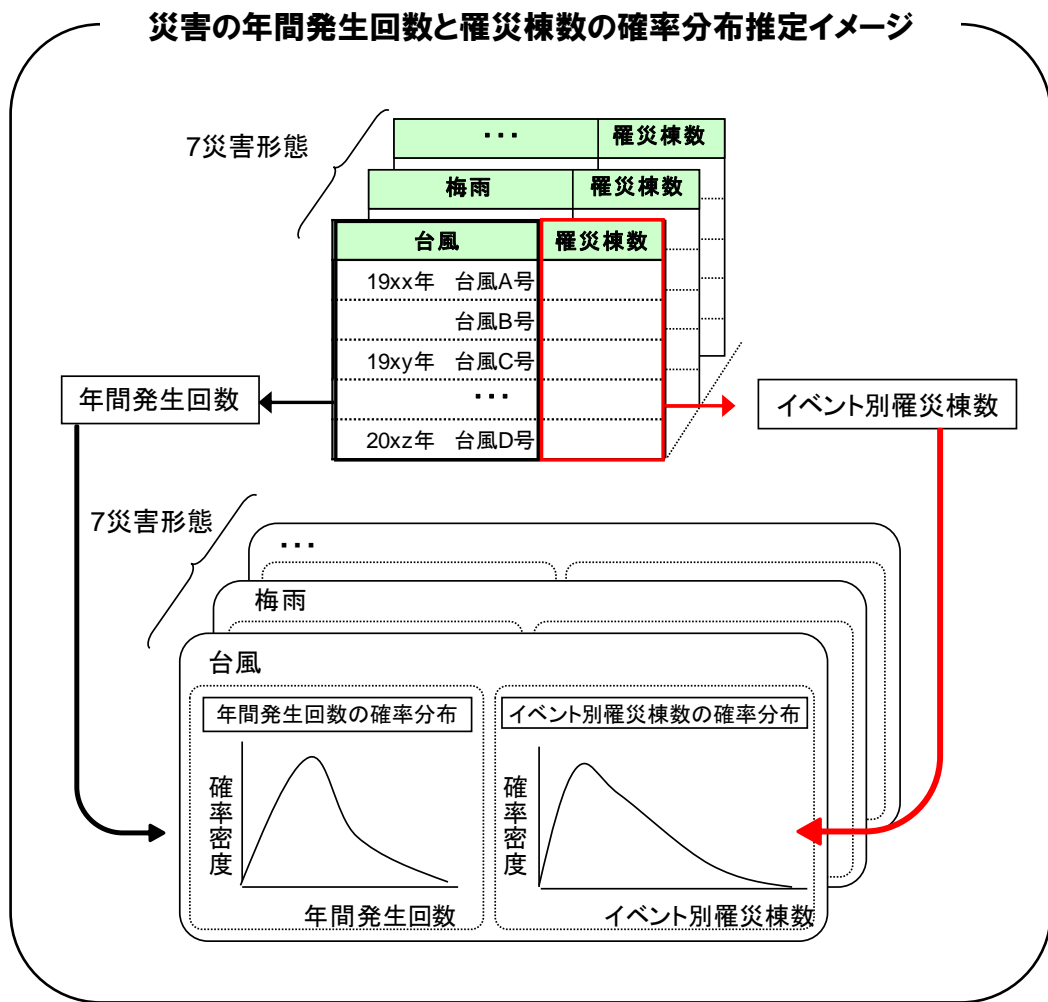 災害の年間発生回数と罹災棟数の確率分布推定イメージ
7災害形態
・・・ 罹災棟数
梅雨 罹災棟数
台風 罹災棟数
19xx年 台風A号
台風B号
19xy年 台風C号
・・・
20xz年 台風D号
年間発生回数
イベント別罹災棟数
7災害形態
・・・
梅雨
台風
年間発生回数の確率分布
確率密度
年間発生回数
イベント別罹災棟数の確率分布
確率密度
イベント別罹災棟数